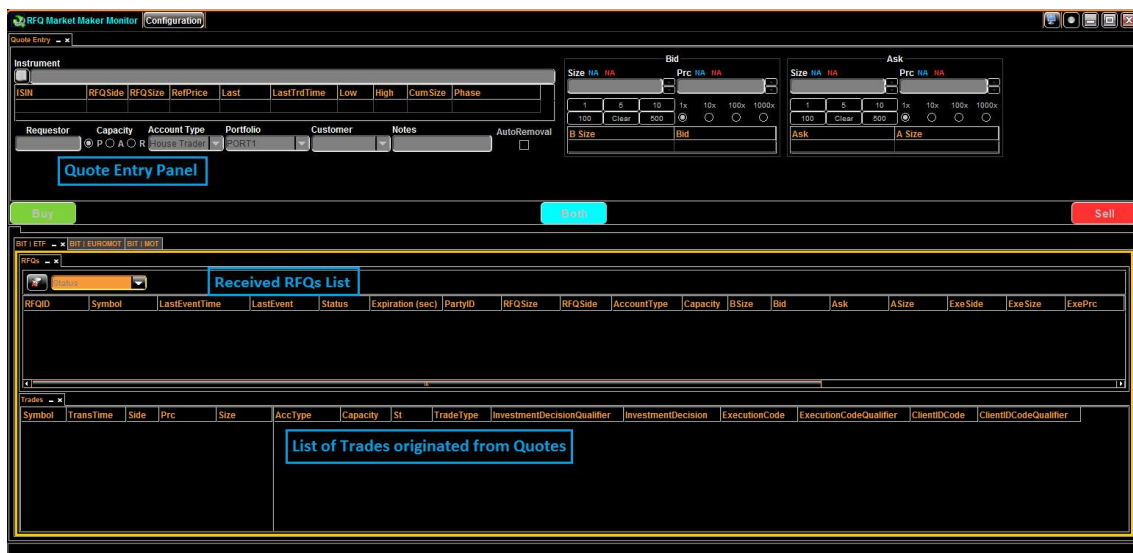 RFQ Market Maker Monitor Configuration
Quote Entry
Bid Ask
Instrument
Size NA NA Prc NA NA Size NA NA Prc NA NA
ISIN RFQSide RFQSize RefPrice Last LastTrdTime Low High CumSize Phase
1 5 10 1x 10x 100x 1000x 1 5 10 1x 10x 100x 1000x
100 Clear 500 100 Clear 500
Requestor Capacity Account Type Portfolio Customer Notes AutoRemoval
B Size Bid Ask A Size
P A R House Trader PORT1
Quote Entry Panel
Buy Both Sell
BIT | ETF BIT | EUROMOT BIT | MOT
RFQs
Status Received RFQs List
RFQID Symbol LastEventTime LastEvent Status Expiration (sec) PartyID RFQSize RFQSide AccountType Capacity BSize Bid Ask ASize ExeSide ExeSize ExePrc
Trades
Symbol TransTime Side Prc Size AccType Capacity St TradeType InvestmentDecisionQualifier InvestmentDecision ExecutionCode ExecutionCodeQualifier ClientIDCode ClientIDCodeQualifier
List of Trades originated from Quotes